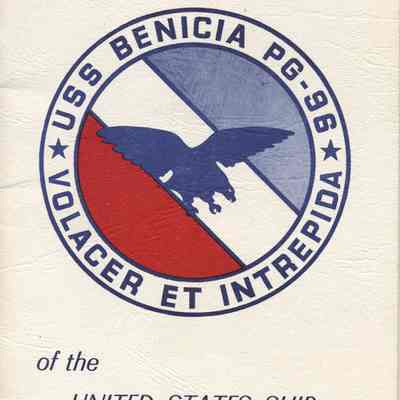 USS BENICIA PG-96
VOLACER ET INTREPIDA
of the
UNITED STATES SHIP